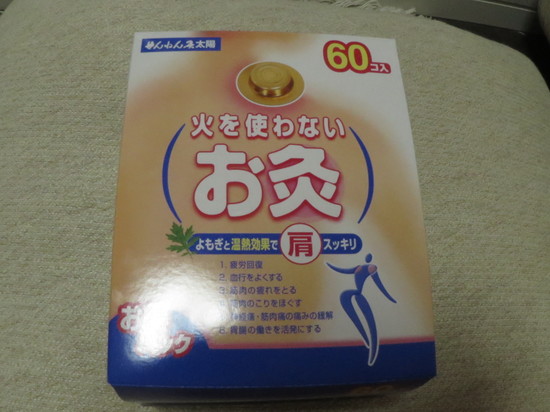 せんねん灸太陽
60コ入
火を使わない
お灸
よもぎと温熱効果で肩スッキリ
1. 疲労回復
2. 血行をよくする
3. 筋肉の疲れをとる
筋肉のこりをほぐす
神経痛・筋肉痛の痛みの緩解
6. 胃腸の働きを活発にする
お
ック